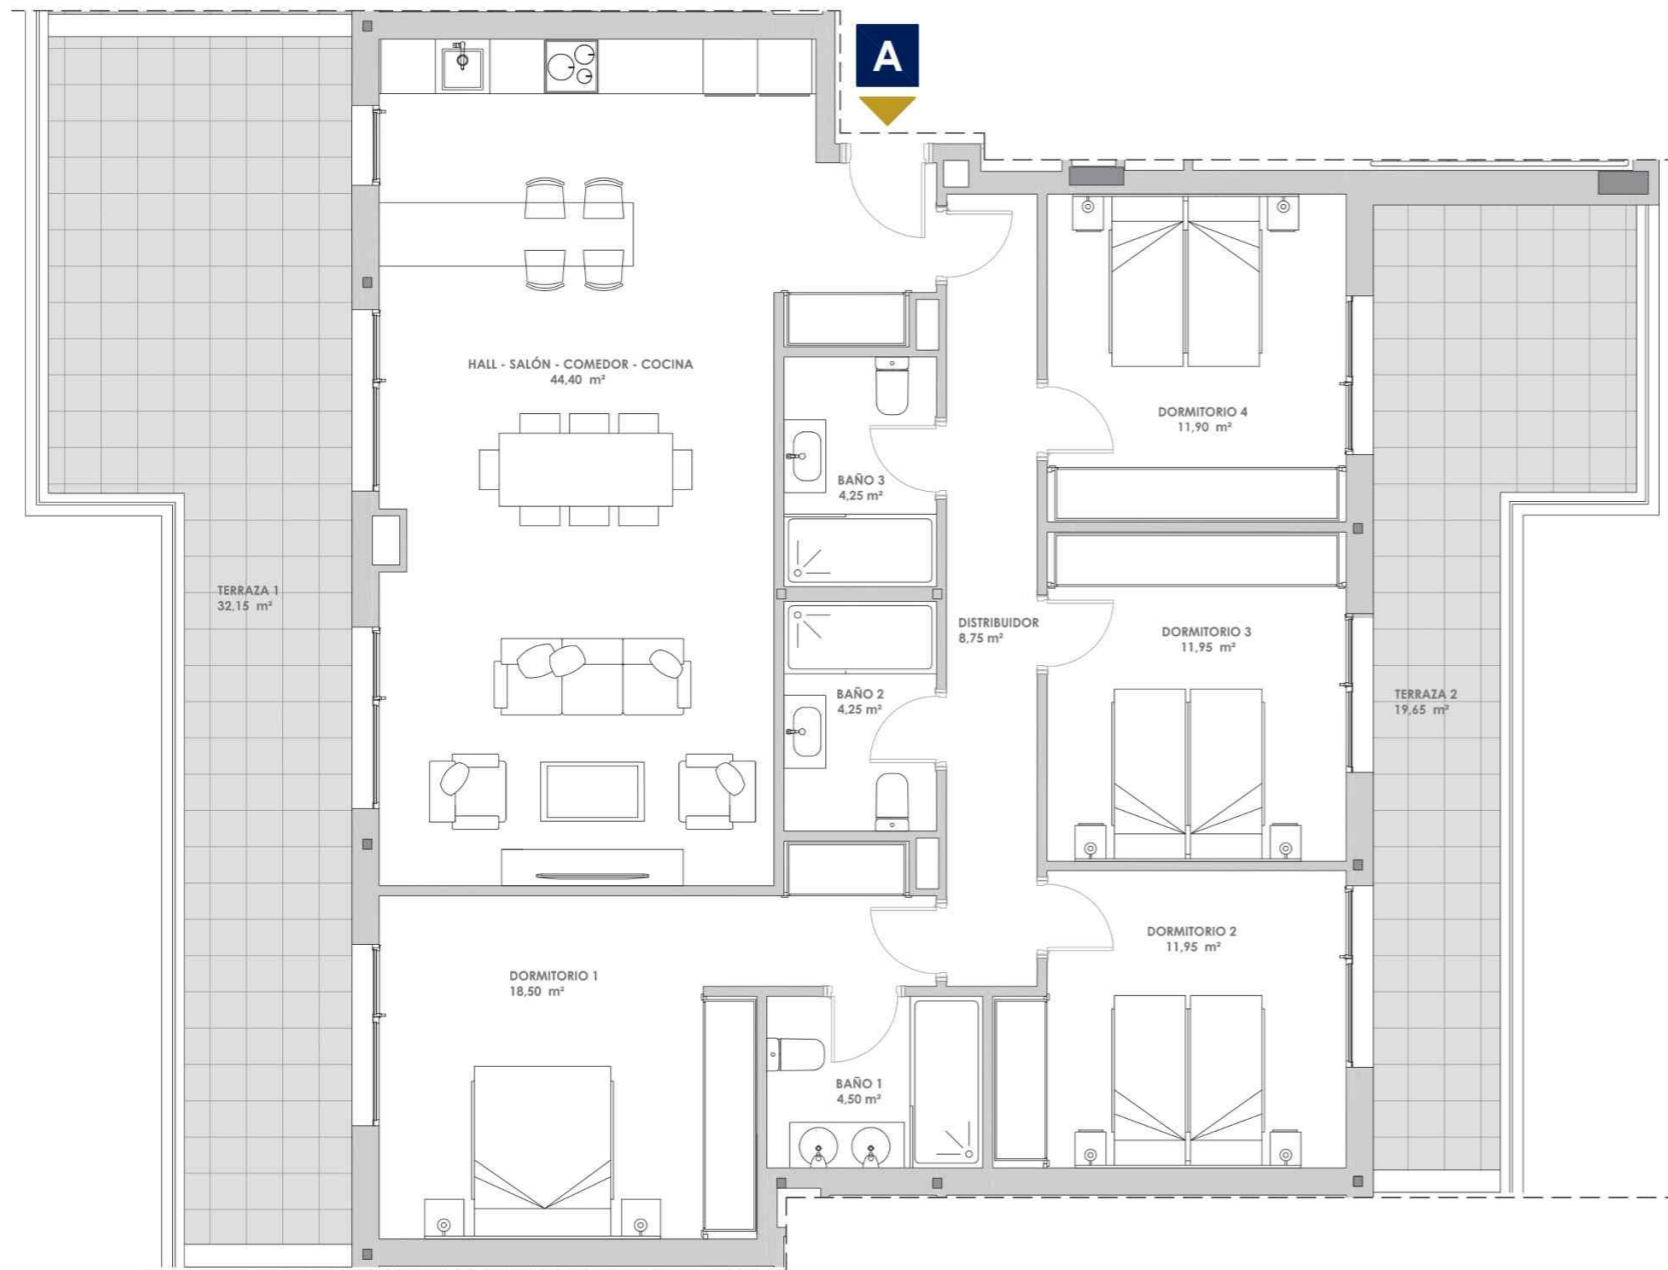 A
HALL - SALÓN - COMEDOR - COCINA
44,40 m²
DORMITORIO 4
11,90 m²
BAÑO 3
4,25 m²
TERRAZA 1
32,15 m²
DISTRIBUIDOR
8,75 m²
DORMITORIO 3
11,95 m²
BAÑO 2
4,25 m²
TERRAZA 2
19,65 m²
DORMITORIO 2
11,95 m²
DORMITORIO 1
18,50 m²
BAÑO 1
4,50 m²